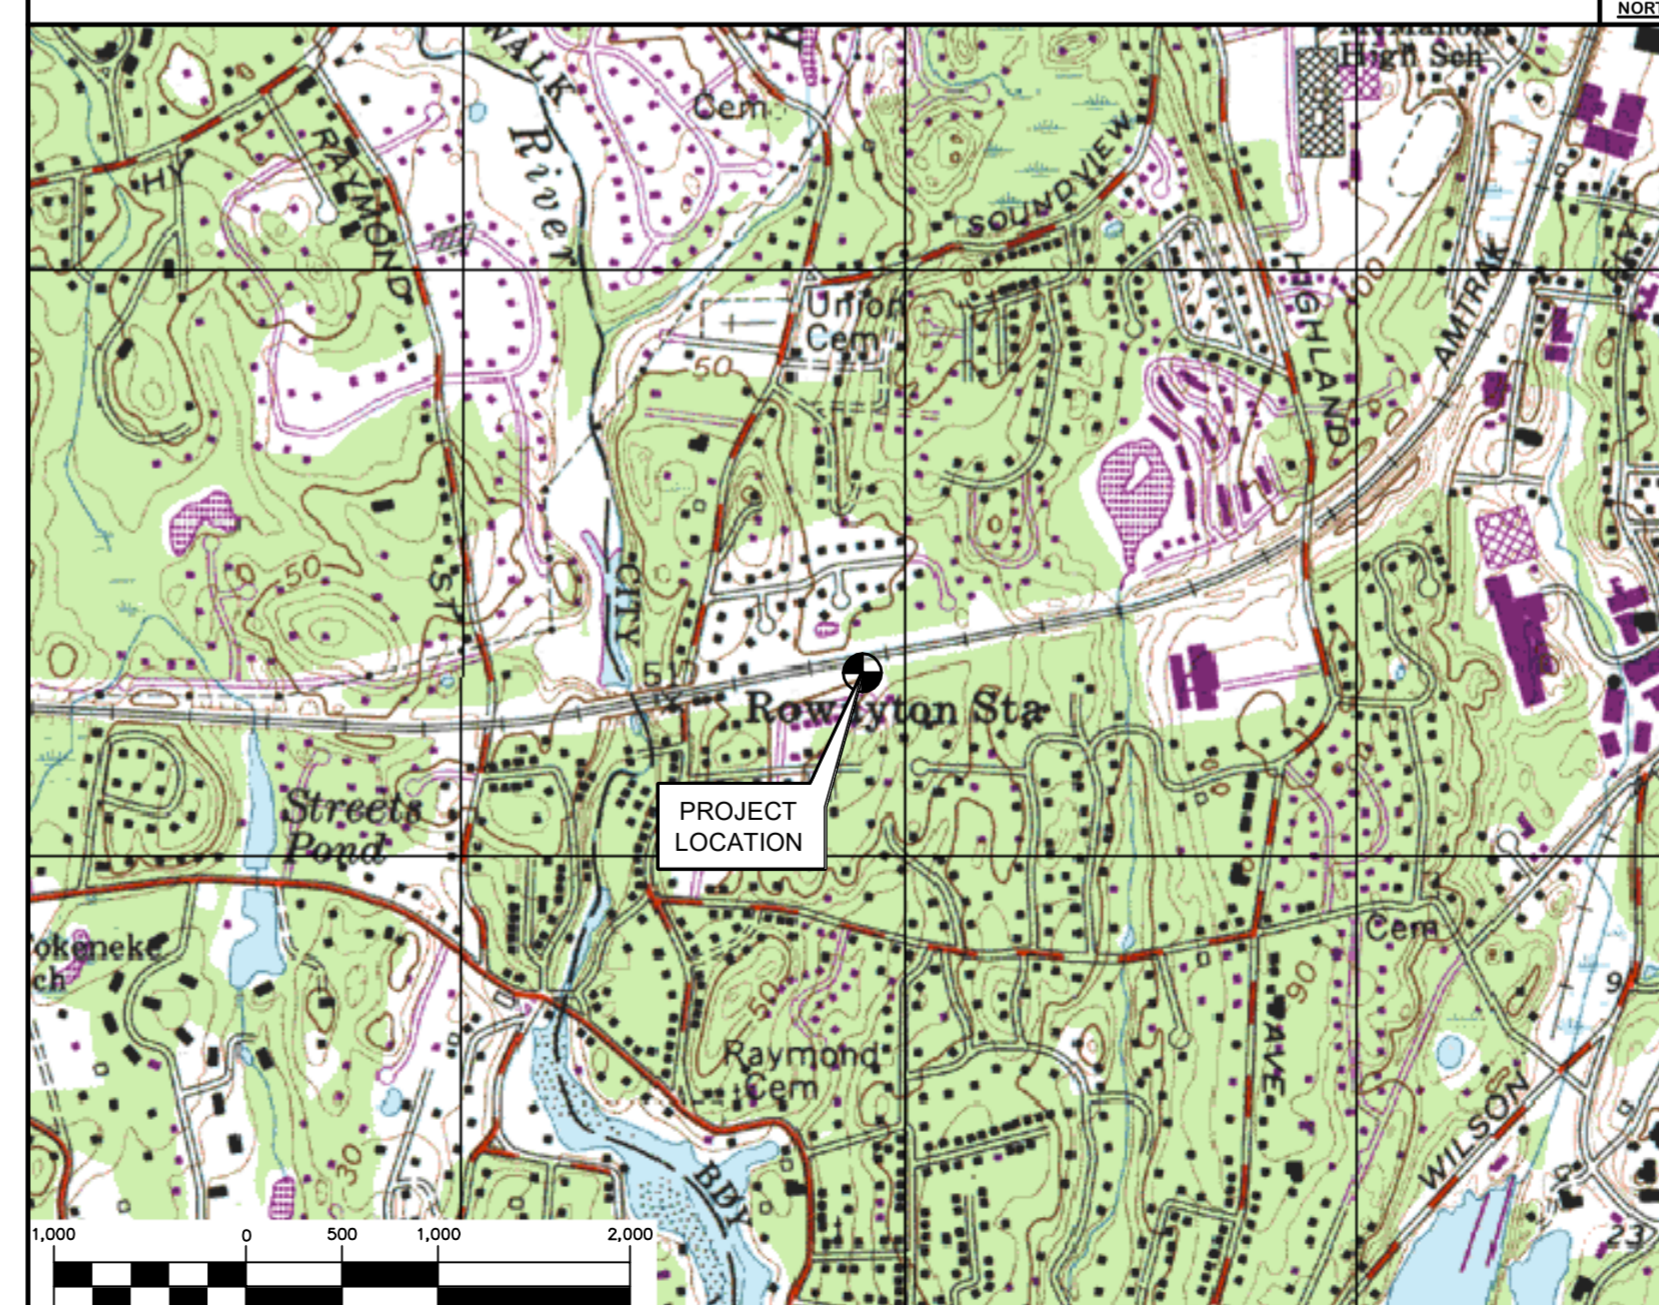 NORT
McMahon
High Sch
WALK
River
Cem
RAYMOND
HY
SOUNDVIEW
AMTRAK
HIGHLAND
100
Union
Cem
50
50
ST
CITY
51
Rowayton Sta
PROJECT
LOCATION
Streets
Pond
okeneke
ch
Cem
90
9
50
AVE
Raymond
Cem
WILSON
30
BDY
23
1,000
0
500
1,000
2,000